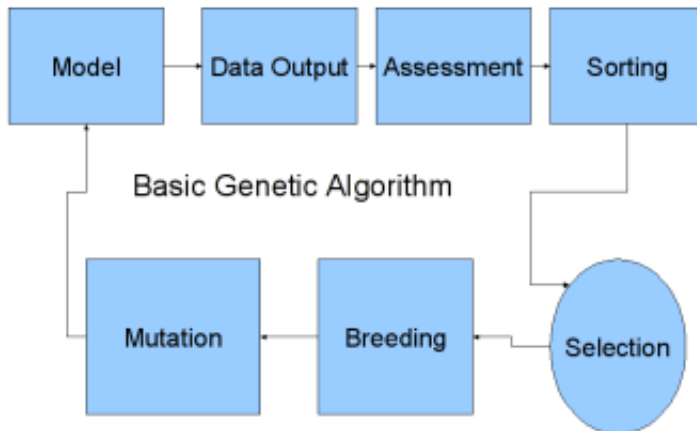 Model
Data Output
Assessment
Sorting
Basic Genetic Algorithm
Mutation
Breeding
Selection